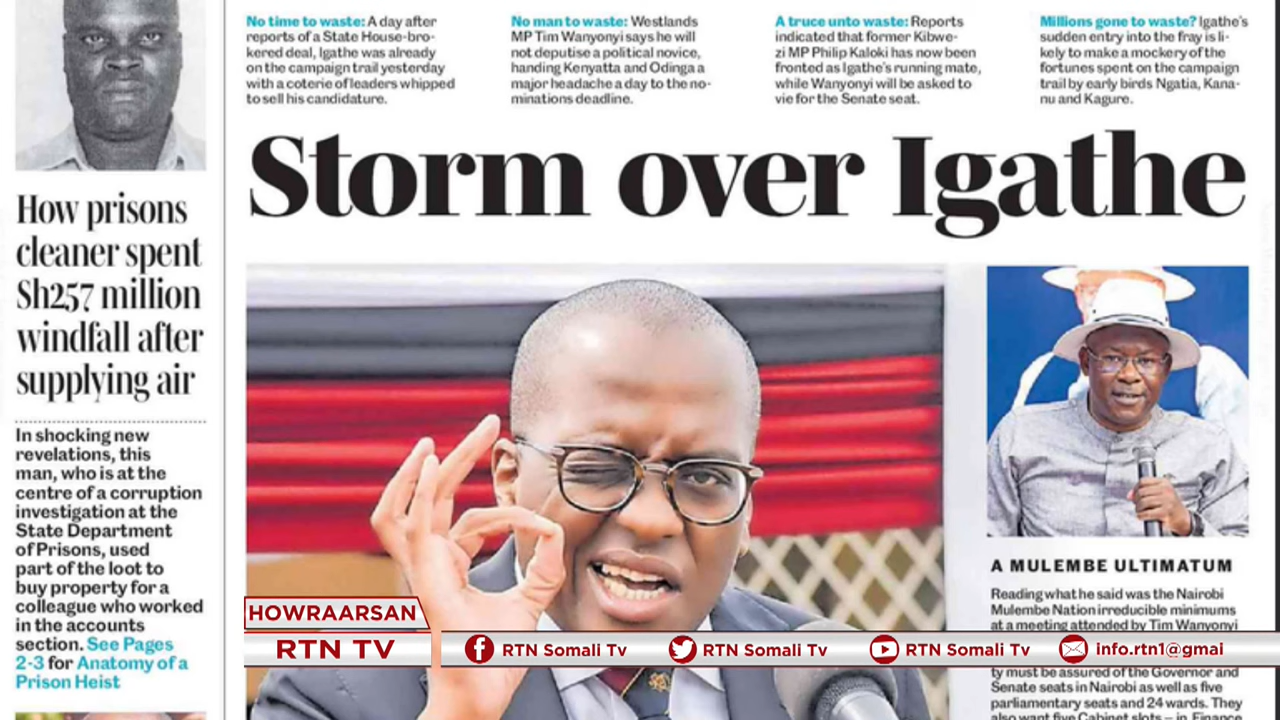 No time to waste: A day after
reports of a State House-bro-
kered deal, Igathe was already
on the campaign trail yesterday
with a coterie of leaders whipped
to sell his candidature.
No man to waste: Westlands
MP Tim Wanyonyi says he will
not deputise a political novice,
handing Kenyatta and Odinga a
major headache a day to the no-
minations deadline.
A truce unto waste: Reports
indicated that former Kibwe-
zi MP Philip Kaloki has now been
fronted as Igathe's running mate,
while Wanyonyi will be asked to
vie for the Senate seat.
Millions gone to waste? Igathe's
sudden entry into the fray is li-
kely to make a mockery of the
fortunes spent on the campaign
trail by early birds Ngatia, Kana-
nu and Kagure.
Storm over Igathe
How prisons
cleaner spent
Sh257 million
windfall after
supplying air
In shocking new
revelations, this
man, who is at the
centre of a corruption
investigation at the
State Department
of Prisons, used
part of the loot to
buy property for a
colleague who worked
in the accounts
section. See Pages
2-3 for Anatomy of a
Prison Heist
A MULEMBE ULTIMATUM
Reading what he said was the Nairobi
Mulembe Nation irreducible minimums
at a meeting attended by Tim Wanyonyi
ty must be assured of the Governor and
Senate seats in Nairobi as well as five
parliamentary seats and 24 wards. They
also want five Cabinet slots – in Finance
HOWRAARSAN
RTN TV
RTN Somali Tv
RTN Somali Tv
RTN Somali Tv
info.rtn1@gmai